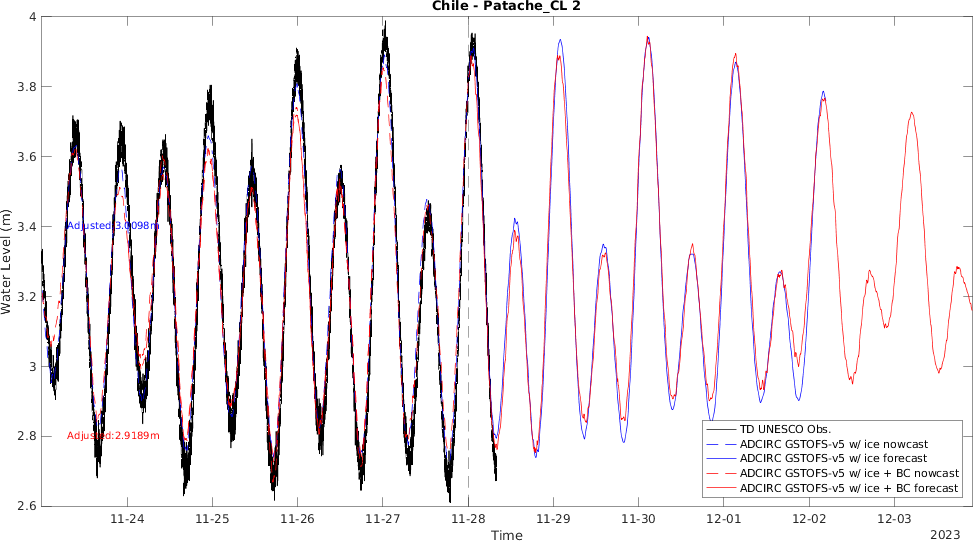 Chile - Patache_CL 2
4
3.8
3.6
3.4
3.2
3
2.8
2.6
Water Level (m)
Adjusted:3.0098m
Adjusted:2.9189m
TD UNESCO Obs.
ADCIRC GSTOFS-v5 w/ ice nowcast
ADCIRC GSTOFS-v5 w/ ice forecast
ADCIRC GSTOFS-v5 w/ ice + BC nowcast
ADCIRC GSTOFS-v5 w/ ice + BC forecast
11-24 11-25 11-26 11-27 11-28 11-29 11-30 12-01 12-02 12-03
Time
2023